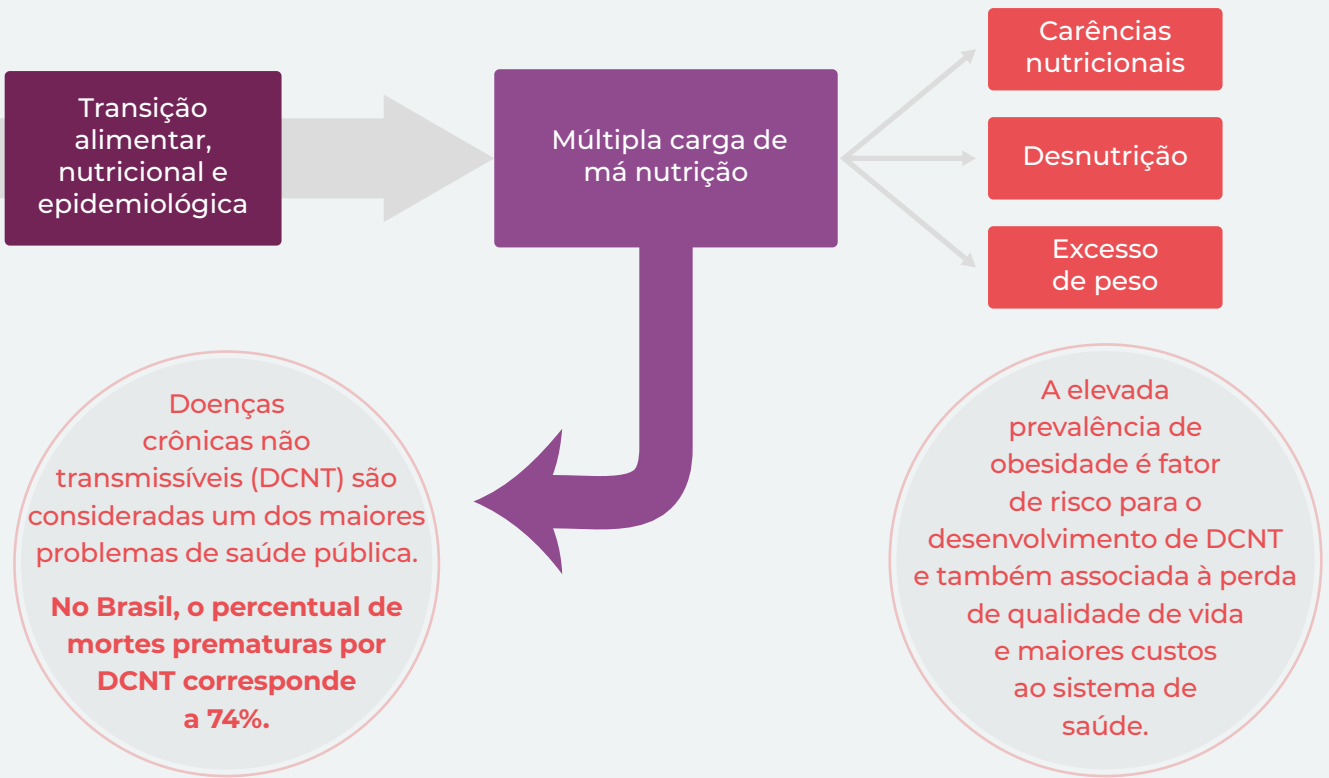 Transição
alimentar,
nutricional e
epidemiológica
Múltipla carga de
má nutrição
Carências
nutricionais
Desnutrição
Excesso
de peso
Doenças
crônicas não
transmissíveis (DCNT) são
consideradas um dos maiores
problemas de saúde pública.
No Brasil, o percentual de
mortes prematuras por
DCNT corresponde
a 74%.
A elevada
prevalência de
obesidade é fator
de risco para o
desenvolvimento de DCNT
e também associada à perda
de qualidade de vida
e maiores custos
ao sistema de
saúde.